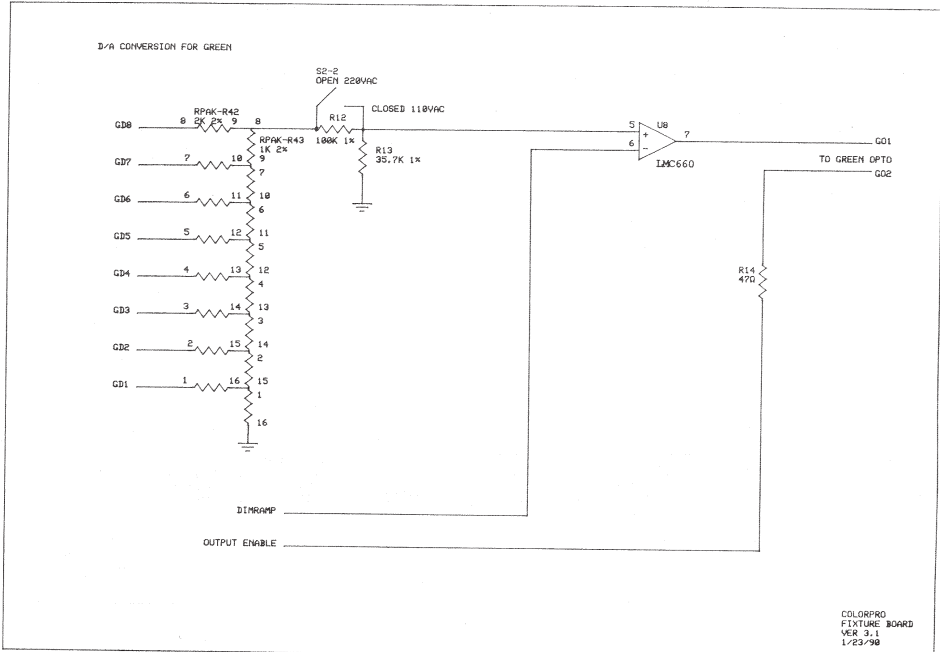 D/A CONVERSION FOR GREEN
S2-2
OPEN 220VAC
CLOSED 110VAC
RPAK-R42
2K 2%
GD8 8 9 8
R12
100K 1%
RPAK-R43
1K 2%
R13
35.7K 1%
5 + U8 7
6 -
LMC660
GO1
TO GREEN OPTO
GO2
GD7 7 10 9
7
GD6 6 11 10
6
GD5 5 12 11
5
GD4 4 13 12
4
GD3 3 14 13
3
GD2 2 15 14
2
GD1 1 16 15
1
16
R14
47Ω
DIMRAMP
OUTPUT ENABLE
COLORPRO
FIXTURE BOARD
VER 3.1
1/23/90